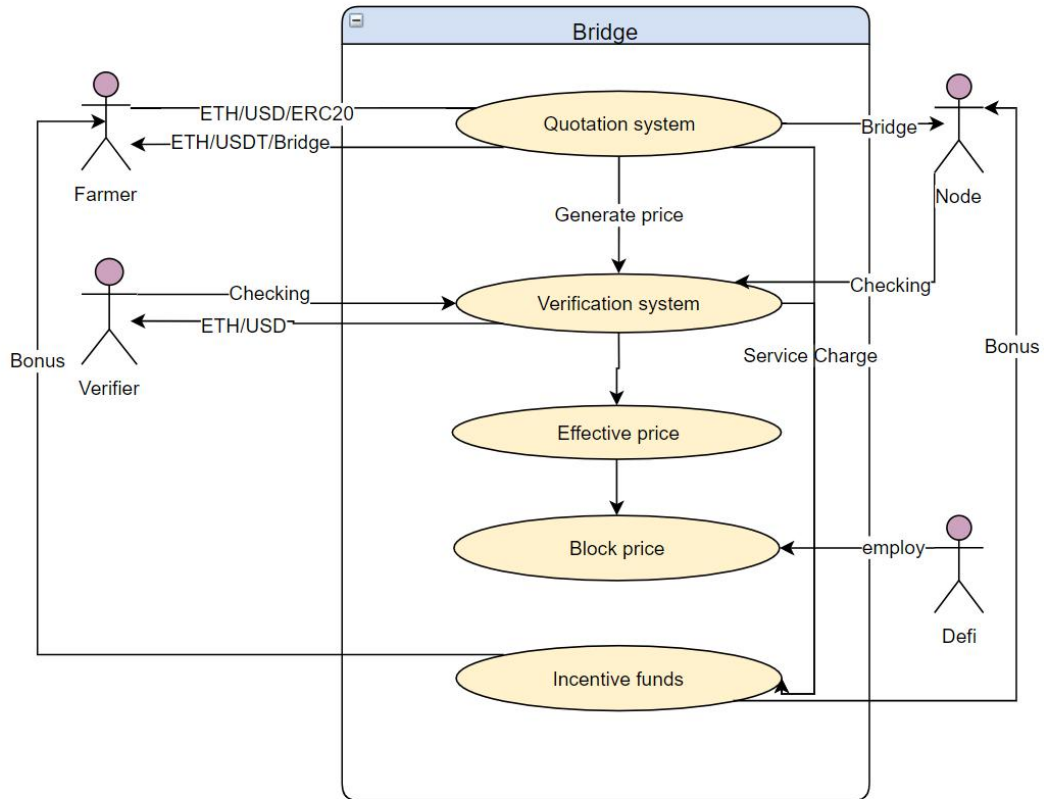 Bridge
ETH/USD/ERC20
Quotation system
Bridge
ETH/USDT/Bridge
Farmer
Node
Generate price
Checking
Verification system
Checking
ETH/USD
Bonus
Service Charge
Bonus
Verifier
Effective price
Block price
employ
Defi
Incentive funds